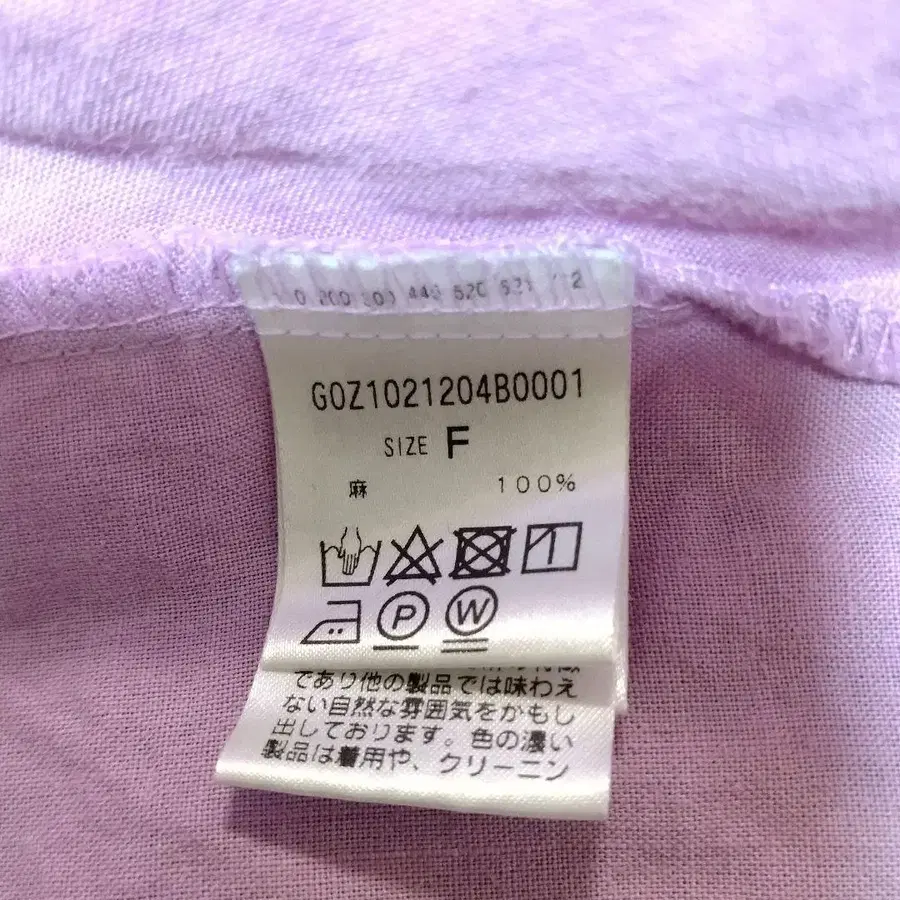 G0Z1021204B0001
SIZE F
麻 100%
P W
であり他の製品では味わえ
ない自然な雰囲気をかもし
出しております。色の濃い
製品は着用や、クリーニン